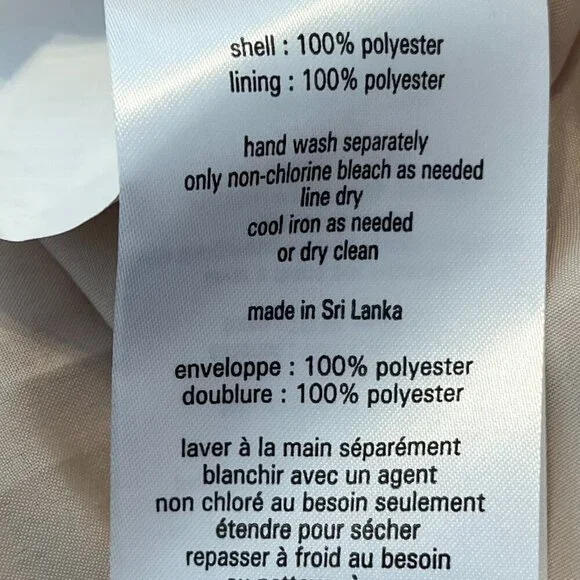 shell : 100% polyester
lining : 100% polyester
hand wash separately
only non-chlorine bleach as needed
line dry
cool iron as needed
or dry clean
made in Sri Lanka
enveloppe : 100% polyester
doublure : 100% polyester
laver à la main séparément
blanchir avec un agent
non chloré au besoin seulement
étendre pour sécher
repasser à froid au besoin